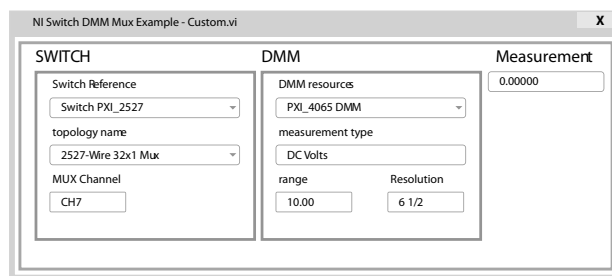 NI Switch DMM Mux Example - Custom.vi
X
SWITCH
Switch Reference
Switch PXI_2527
topology name
2527-Wire 32x1 Mux
MUX Channel
CH7
DMM
DMM resources
PXI_4065 DMM
measurement type
DC Volts
range
Resolution
10.00
6 1/2
Measurement
0.00000